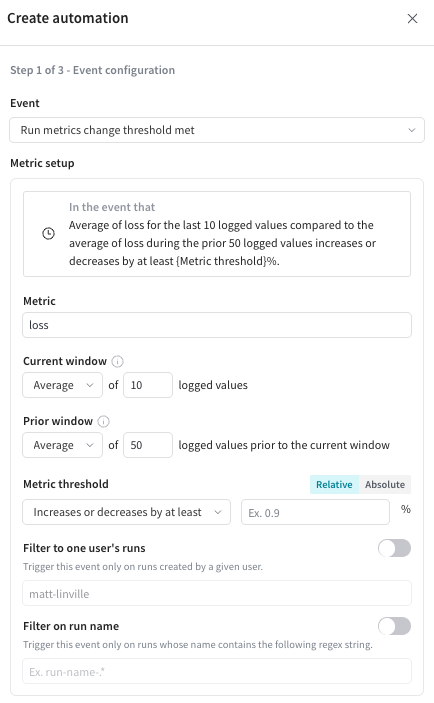 Create automation
Step 1 of 3 - Event configuration
Event
Run metrics change threshold met
Metric setup
In the event that
Average of loss for the last 10 logged values compared to the
average of loss during the prior 50 logged values increases or
decreases by at least {Metric threshold}%.
Metric
loss
Current window
Average of 10 logged values
Prior window
Average of 50 logged values prior to the current window
Metric threshold Relative Absolute
Increases or decreases by at least Ex. 0.9 %
Filter to one user's runs
Trigger this event only on runs created by a given user.
matt-linville
Filter on run name
Trigger this event only on runs whose name contains the following regex string.
Ex. run-name-.*